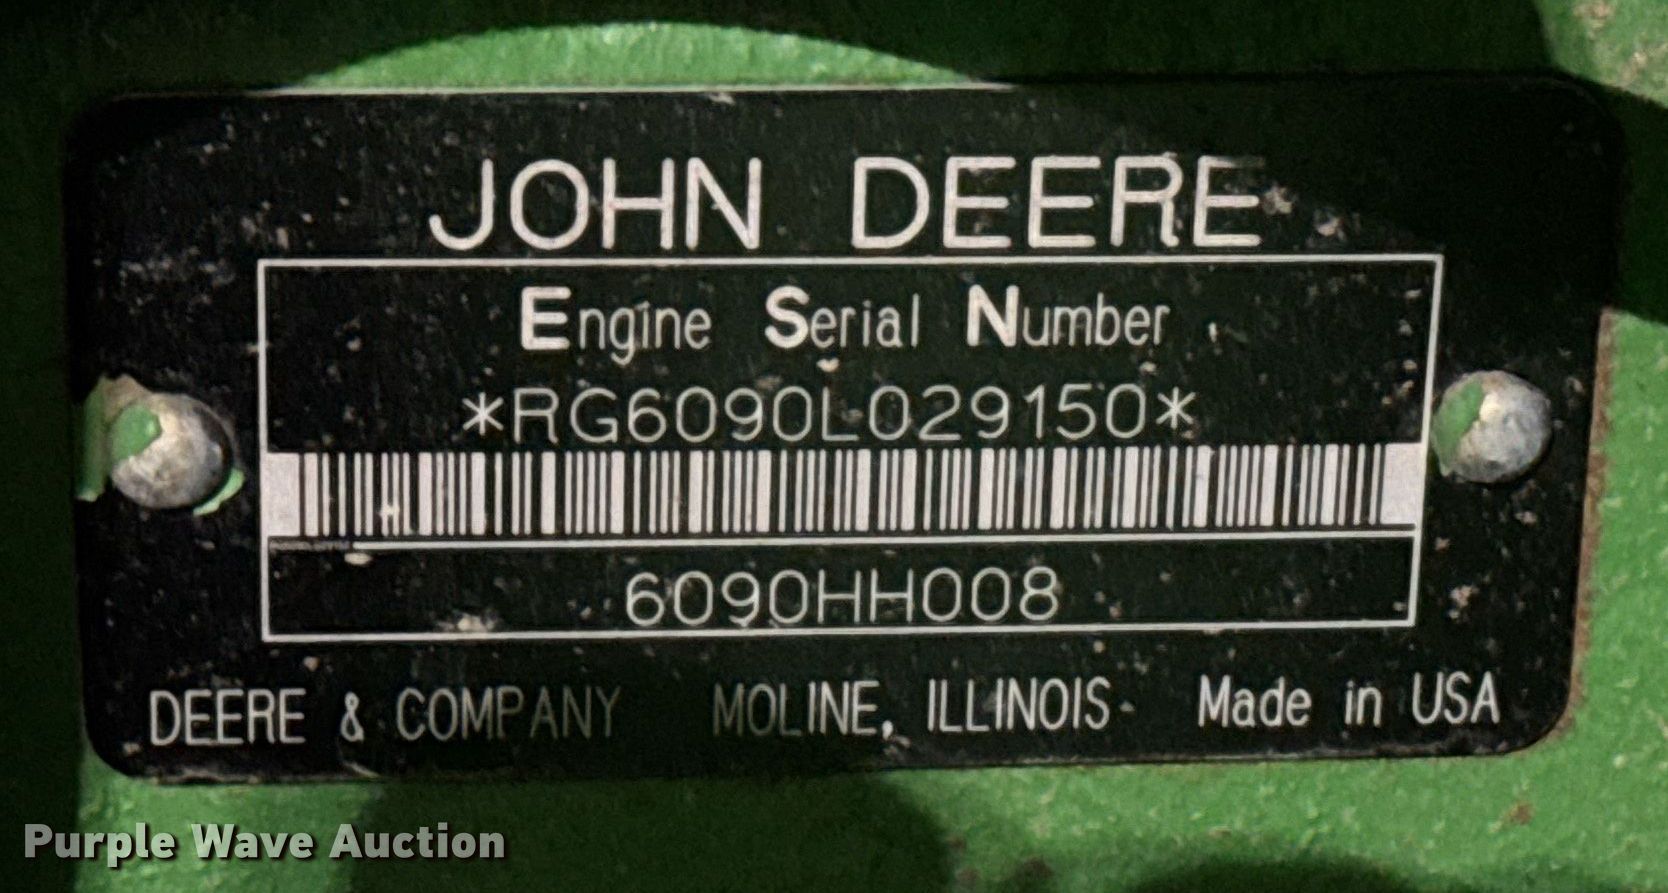 JOHN DEERE
Engine Serial Number
*RG6090L029150*
6090HH008
DEERE & COMPANY MOLINE, ILLINOIS Made in USA
Purple Wave Auction